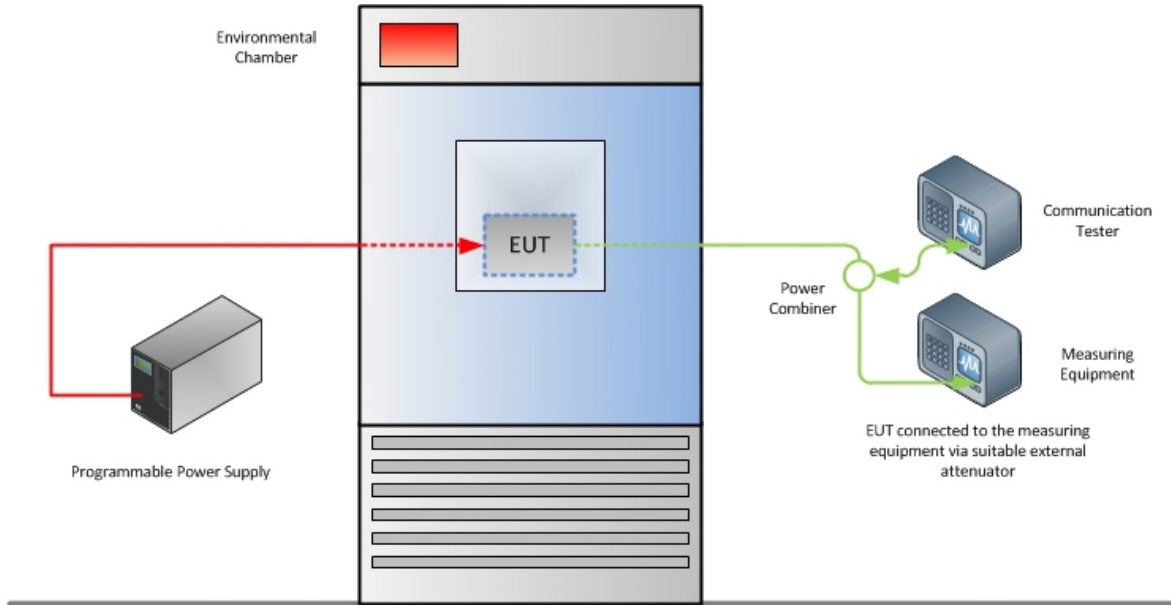 Environmental
Chamber
EUT
Communication
Tester
Power
Combiner
Measuring
Equipment
EUT connected to the measuring
equipment via suitable external
attenuator
Programmable Power Supply